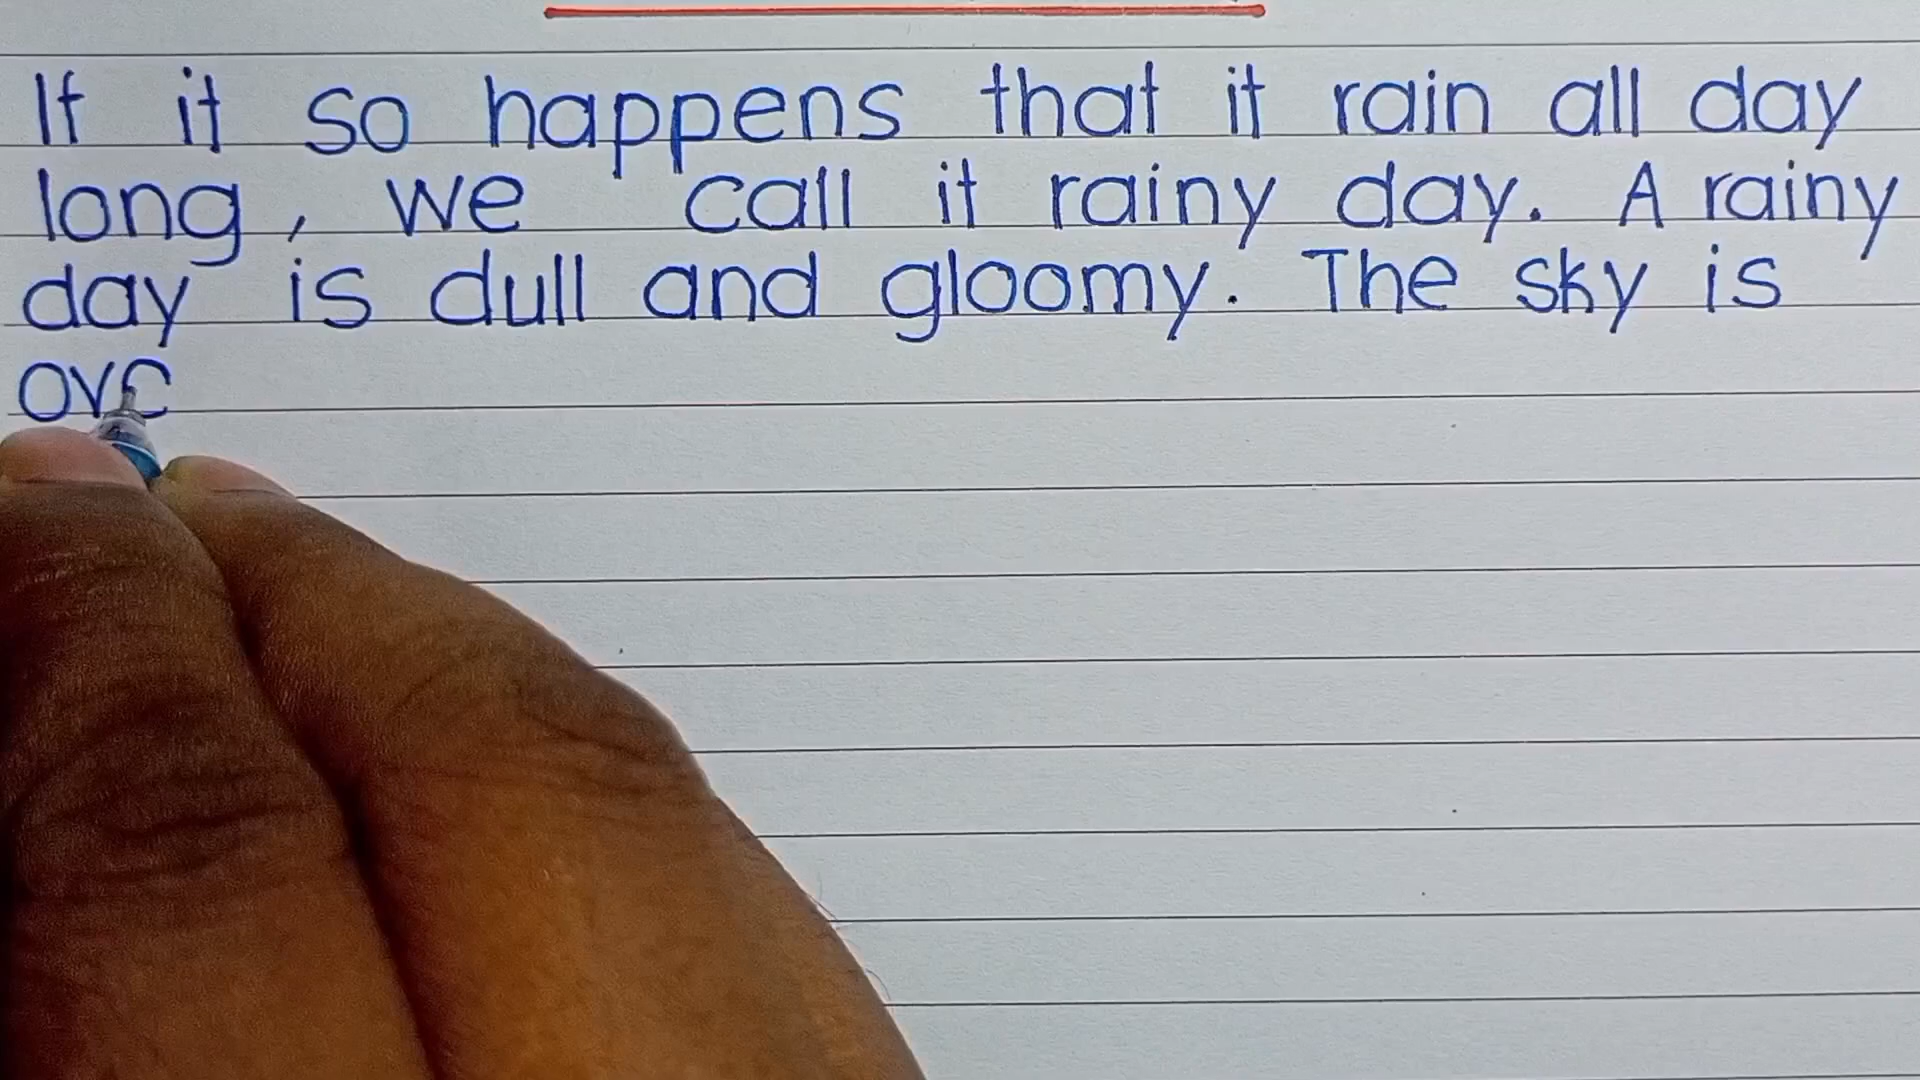 If it so happens that it rain all day
long, we call it rainy day. A rainy
day is dull and gloomy. The sky is
ove